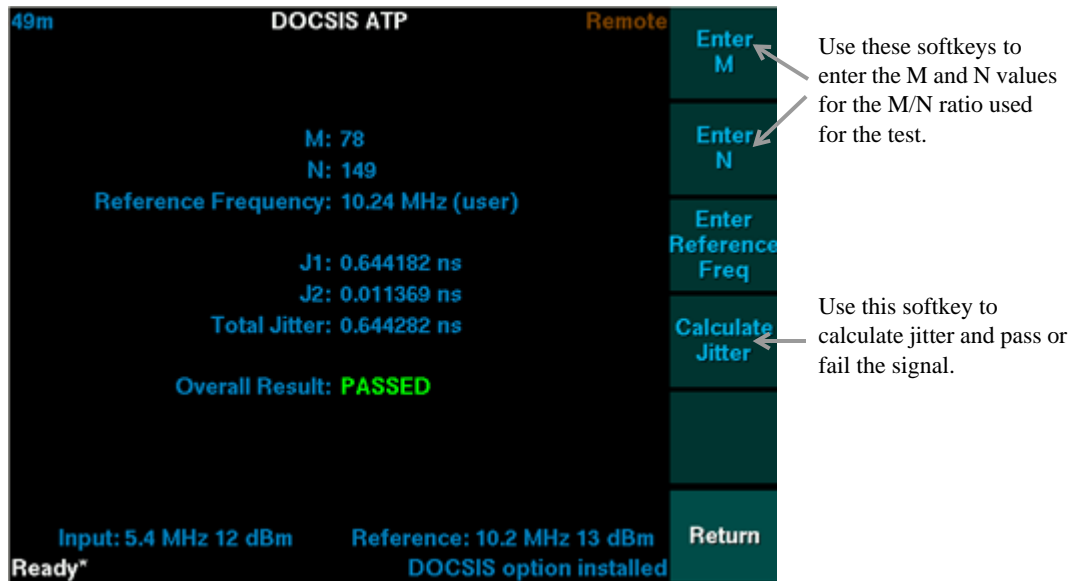 49m DOCSIS ATP Remote
Enter
M
Use these softkeys to
enter the M and N values
for the M/N ratio used
for the test.
M: 78
N: 149
Reference Frequency: 10.24 MHz (user)
Enter
N
J1: 0.644182 ns
J2: 0.011369 ns
Total Jitter: 0.644282 ns
Enter
Reference
Freq
Overall Result: PASSED
Calculate
Jitter
Use this softkey to
calculate jitter and pass or
fail the signal.
Input: 5.4 MHz 12 dBm Reference: 10.2 MHz 13 dBm
Return
Ready* DOCSIS option installed